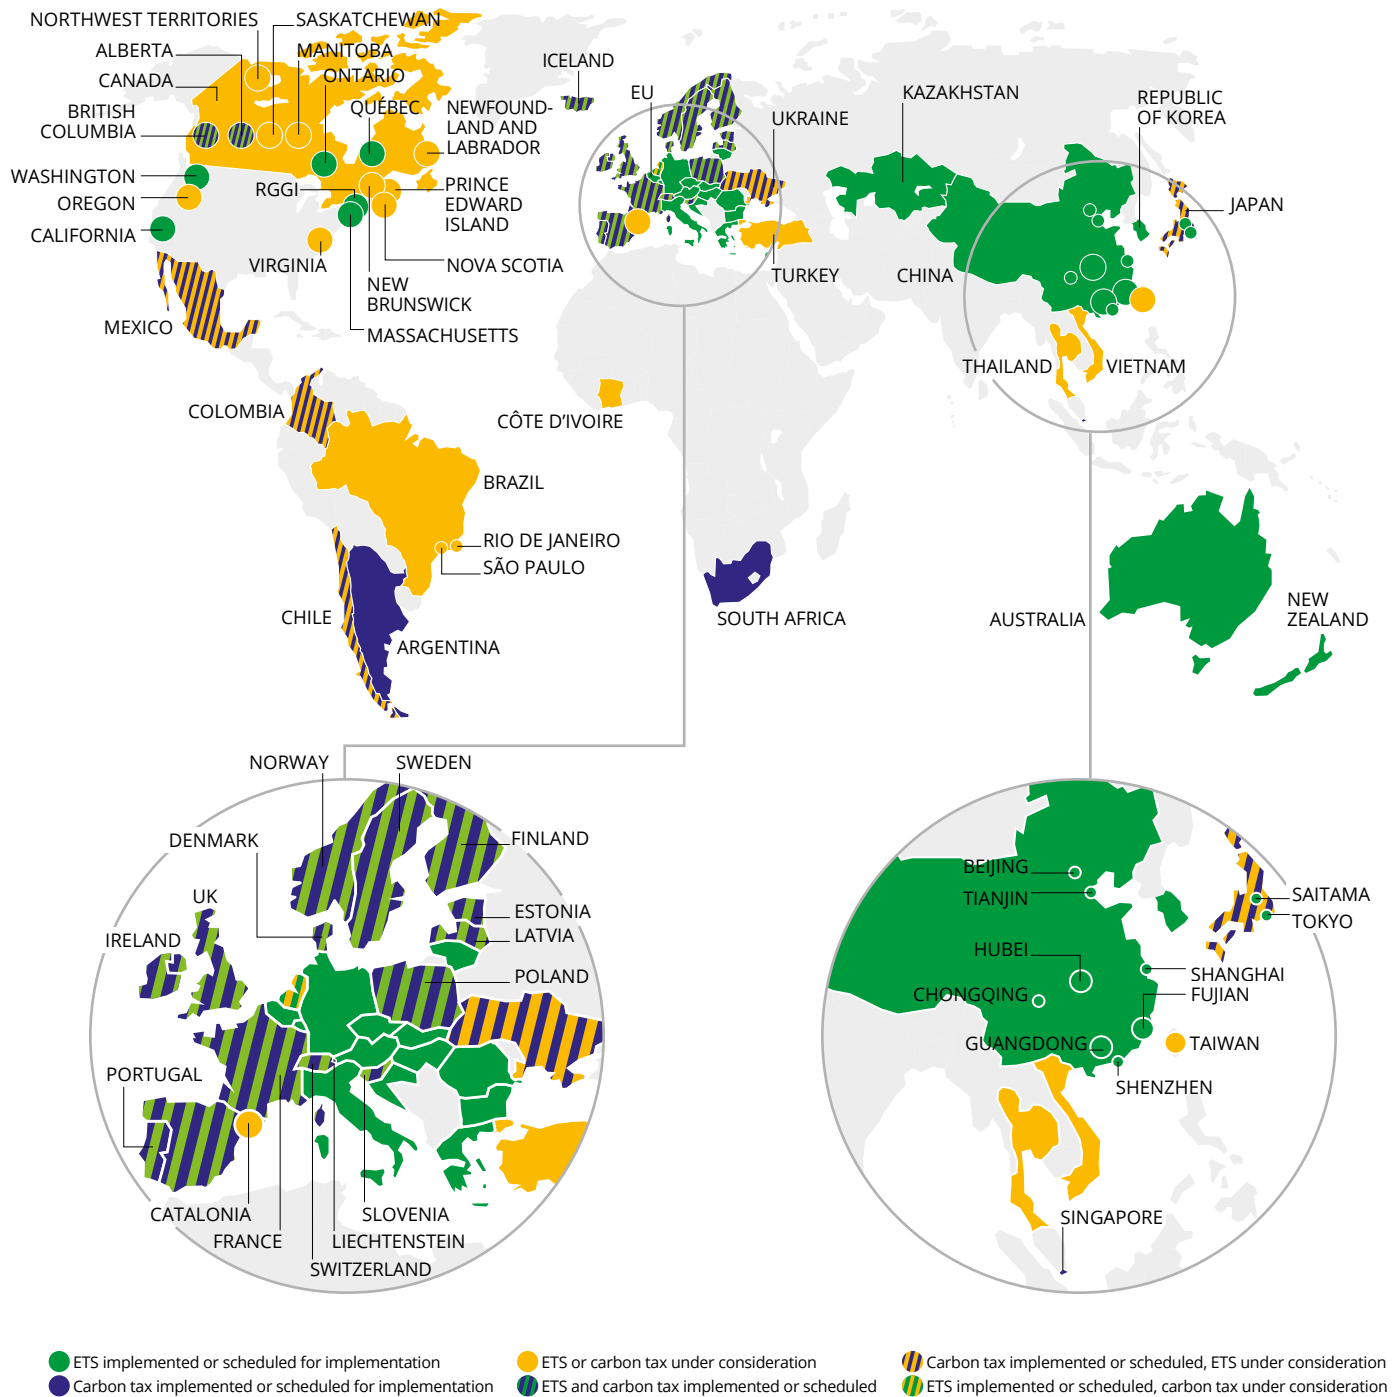 NORTHWEST TERRITORIES
SASKATCHEWAN
ALBERTA
MANITOBA
CANADA
ONTARIO
BRITISH
COLUMBIA
QUÉBEC
NEWFOUND-
LAND AND
LABRADOR
WASHINGTON
OREGON
CALIFORNIA
RGGI
PRINCE
EDWARD
ISLAND
VIRGINIA
NOVA SCOTIA
NEW
BRUNSWICK
MASSACHUSETTS
MEXICO
ICELAND
EU
UKRAINE
TURKEY
KAZAKHSTAN
REPUBLIC
OF KOREA
JAPAN
CHINA
THAILAND
VIETNAM
COLOMBIA
CÔTE D'IVOIRE
BRAZIL
RIO DE JANEIRO
SÃO PAULO
CHILE
ARGENTINA
SOUTH AFRICA
AUSTRALIA
NEW
ZEALAND
NORWAY
SWEDEN
DENMARK
FINLAND
UK
IRELAND
ESTONIA
LATVIA
POLAND
PORTUGAL
CATALONIA
FRANCE
SLOVENIA
LIECHTENSTEIN
SWITZERLAND
BEIJING
TIANJIN
SAITAMA
TOKYO
HUBEI
SHANGHAI
FUJIAN
CHONGQING
GUANGDONG
TAIWAN
SHENZHEN
SINGAPORE
ETS implemented or scheduled for implementation
Carbon tax implemented or scheduled for implementation
ETS or carbon tax under consideration
ETS and carbon tax implemented or scheduled
Carbon tax implemented or scheduled, ETS under consideration
ETS implemented or scheduled, carbon tax under consideration